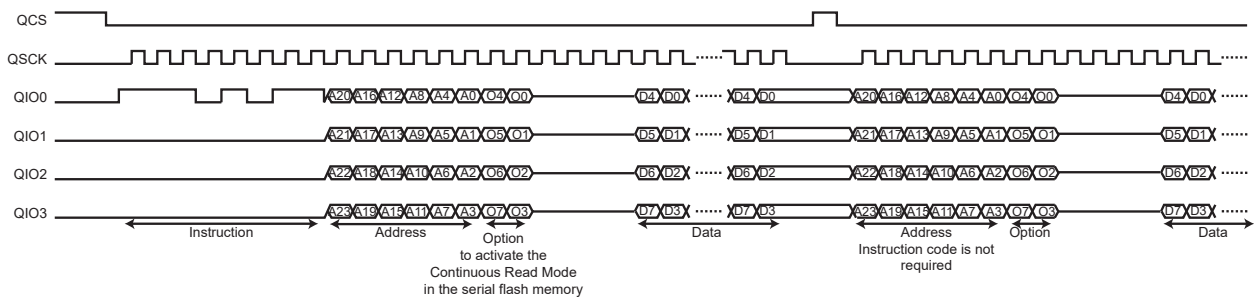 QCS
QSCK
QIO0 A20 A16 A12 A8 A4 A0 O4 O0 D4 D0 D4 D0 A20 A16 A12 A8 A4 A0 O4 O0 D4 D0
QIO1 A21 A17 A13 A9 A5 A1 O5 O1 D5 D1 D5 D1 A21 A17 A13 A9 A5 A1 O5 O1 D5 D1
QIO2 A22 A18 A14 A10 A6 A2 O6 O2 D6 D2 D6 D2 A22 A18 A14 A10 A6 A2 O6 O2 D6 D2
QIO3 A23 A19 A15 A11 A7 A3 O7 O3 D7 D3 D7 D3 A23 A19 A15 A11 A7 A3 O7 O3 D7 D3
Instruction
Address
Option
to activate the
Continuous Read Mode
in the serial flash memory
Data
Address
Instruction code is not
required
Option
Data